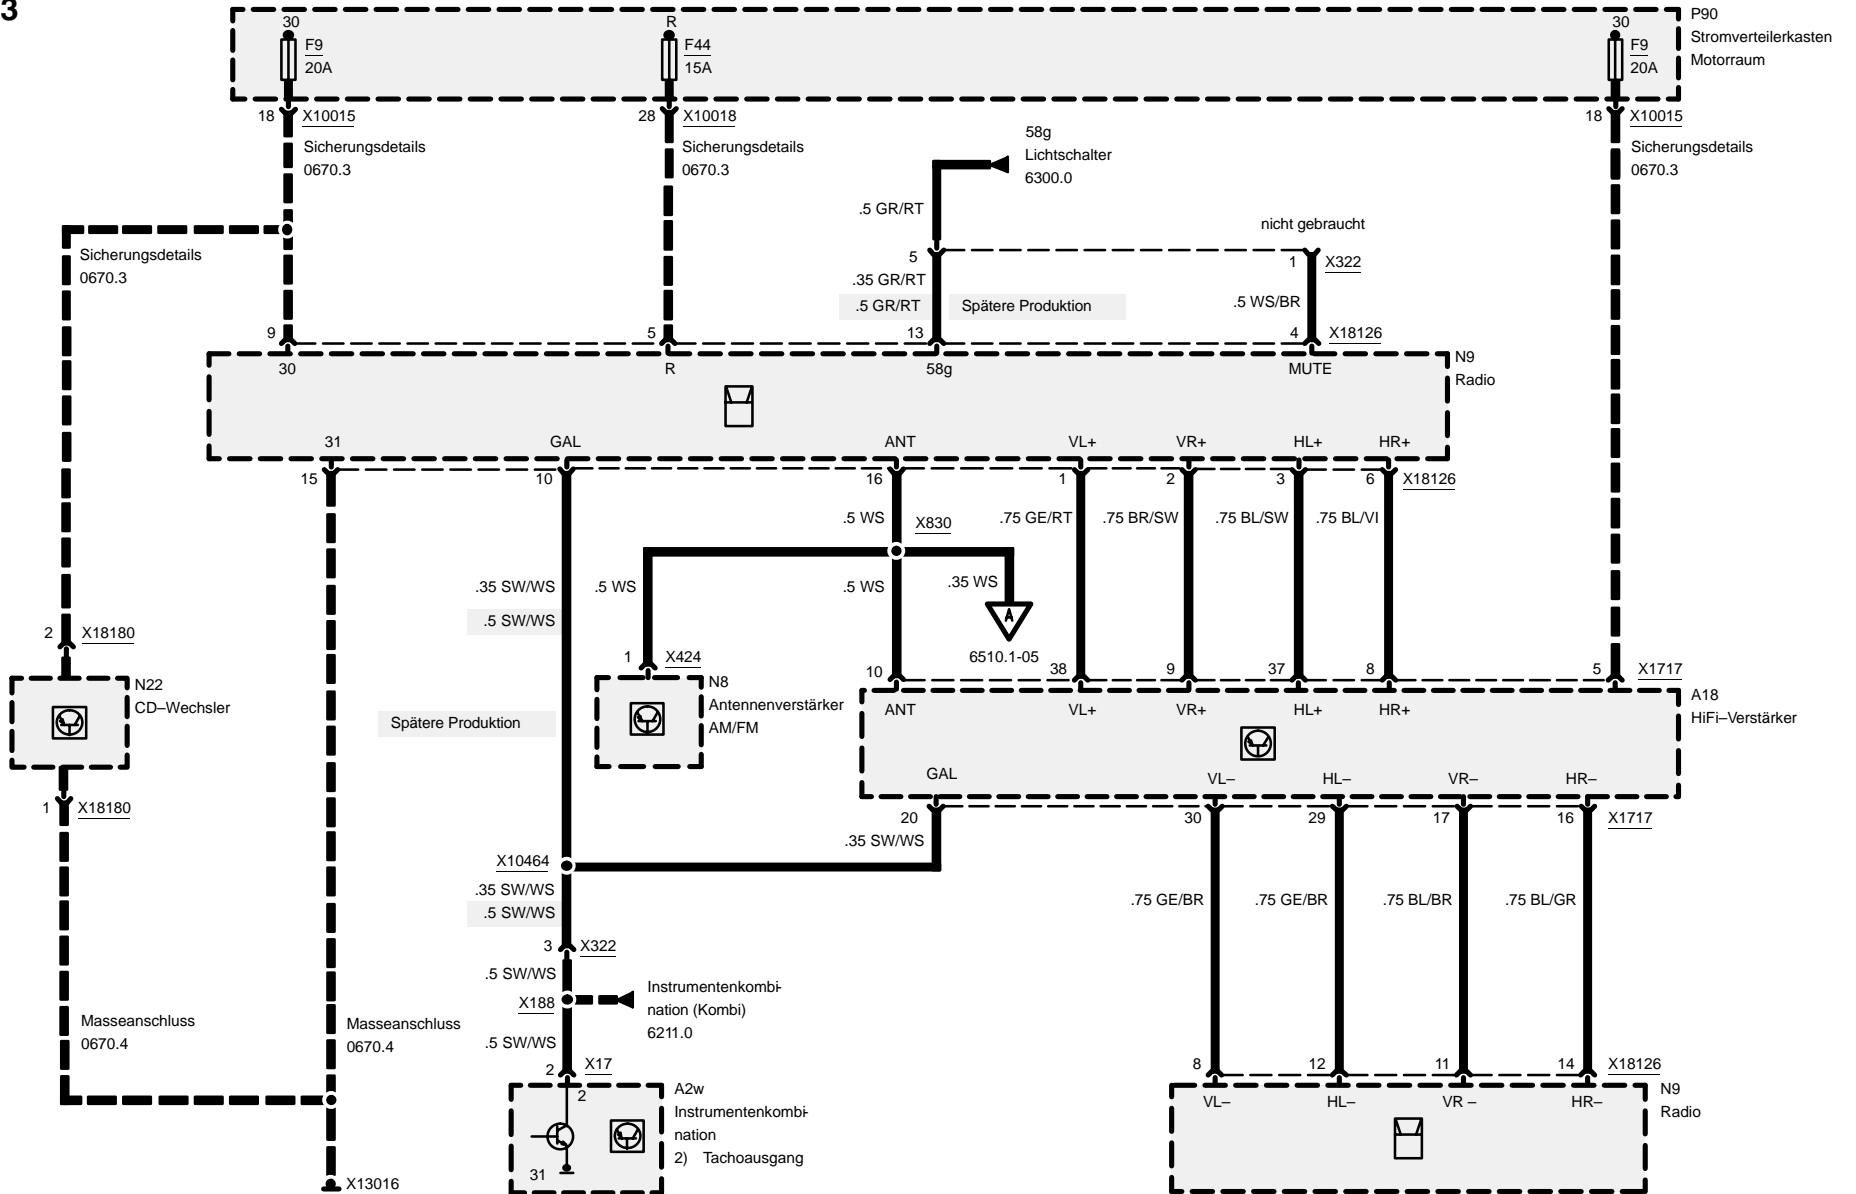 3
30
R
30
P90
Stromverteilerkasten
Motorraum
F9
20A
F44
15A
F9
20A
18
X10015
28
X10018
18
X10015
Sicherungsdetails
0670.3
Sicherungsdetails
0670.3
58g
Lichtschalter
6300.0
Sicherungsdetails
0670.3
.5 GR/RT
nicht gebraucht
Sicherungsdetails
0670.3
5
1
X322
.35 GR/RT
.5 GR/RT
Spätere Produktion
.5 WS/BR
9
5
13
4
X18126
30
R
58g
MUTE
N9
Radio
31
GAL
ANT
VL+
VR+
HL+
HR+
15
10
16
1
2
3
6
X18126
.5 WS
X830
.75 GE/RT
.75 BR/SW
.75 BL/SW
.75 BL/VI
.35 SW/WS
.5 WS
.5 WS
.35 WS
.5 SW/WS
A
6510.1-05
2
X18180
1
X424
10
38
9
37
8
5
X1717
N22
CD–Wechsler
N8
Antennenverstärker
AM/FM
ANT
VL+
VR+
HL+
HR+
A18
HiFi–Verstärker
Spätere Produktion
GAL
VL–
HL–
VR–
HR–
1
X18180
20
30
29
17
16
X1717
.35 SW/WS
X10464
.35 SW/WS
.5 SW/WS
.75 GE/BR
.75 GE/BR
.75 BL/BR
.75 BL/GR
3
X322
.5 SW/WS
X188
Instrumentenkombi-
nation (Kombi)
6211.0
Masseanschluss
0670.4
Masseanschluss
0670.4
.5 SW/WS
2
X17
8
12
11
14
X18126
2
A2w
Instrumentenkombi-
nation
2) Tachoausgang
VL–
HL–
VR –
HR–
N9
Radio
31
X13016